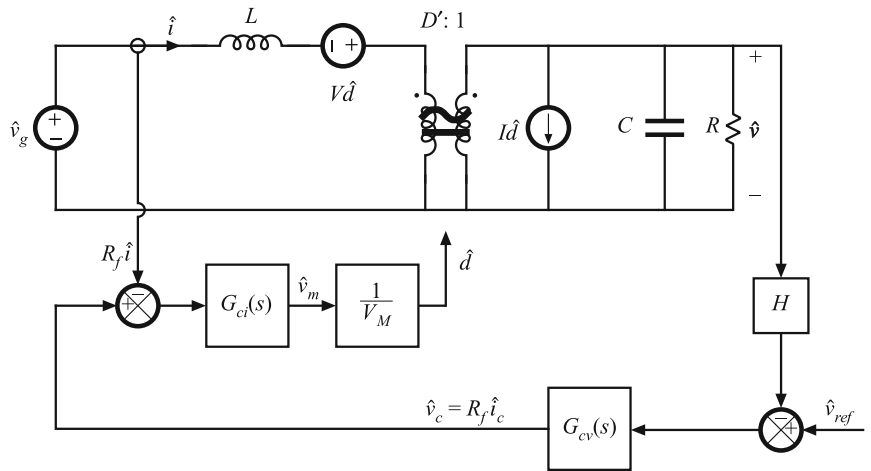 î L D′: 1
+
− + 
Vd̂
v̂g + − Id̂ C R v̂
−
Rf î d̂
Gci(s) v̂m 1/VM H
+ −
v̂c = Rf îc Gcv(s) − + v̂ref